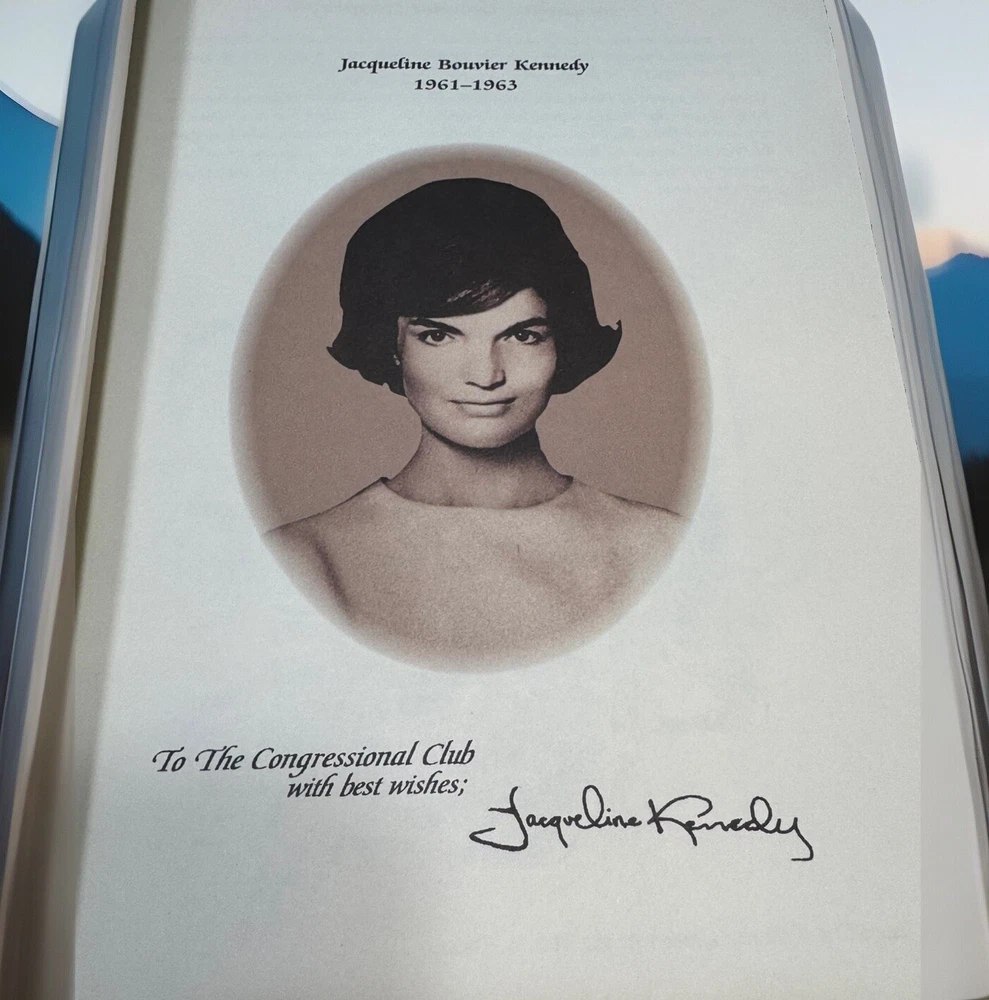 Jacqueline Bouvier Kennedy
1961–1963
To The Congressional Club
with best wishes;
Jacqueline Kennedy